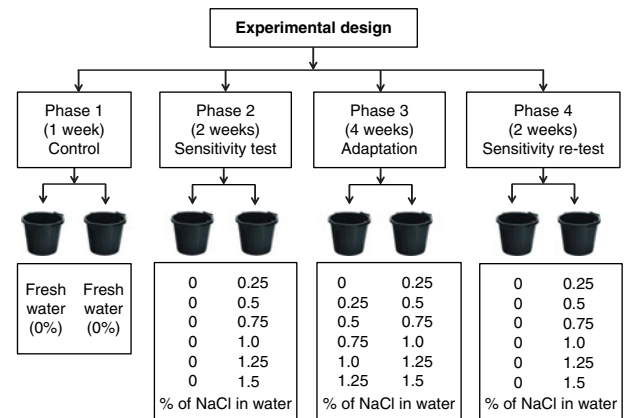 Experimental design
Phase 1
(1 week)
Control
Phase 2
(2 weeks)
Sensitivity test
Phase 3
(4 weeks)
Adaptation
Phase 4
(2 weeks)
Sensitivity re-test
Fresh Fresh
water water
(0%) (0%)
0 0.25
0 0.5
0 0.75
0 1.0
0 1.25
0 1.5
% of NaCl in water
0 0.25
0.25 0.5
0.5 0.75
0.75 1.0
1.0 1.25
1.25 1.5
% of NaCl in water
0 0.25
0 0.5
0 0.75
0 1.0
0 1.25
0 1.5
% of NaCl in water